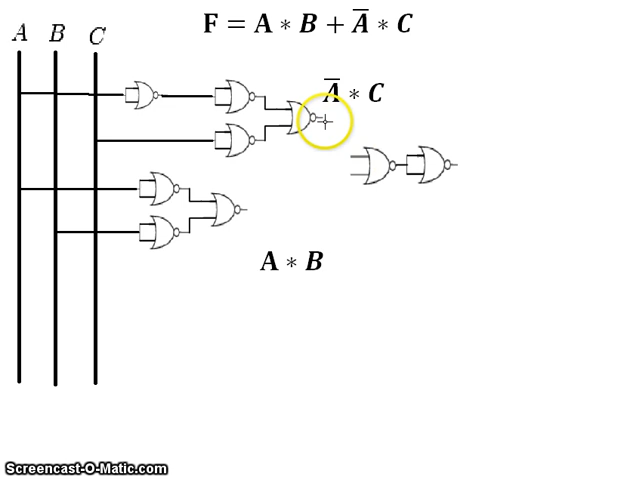 F = A * B + A̅ * C
A B C
A̅ * C
A * B
Screencast-O-Matic.com